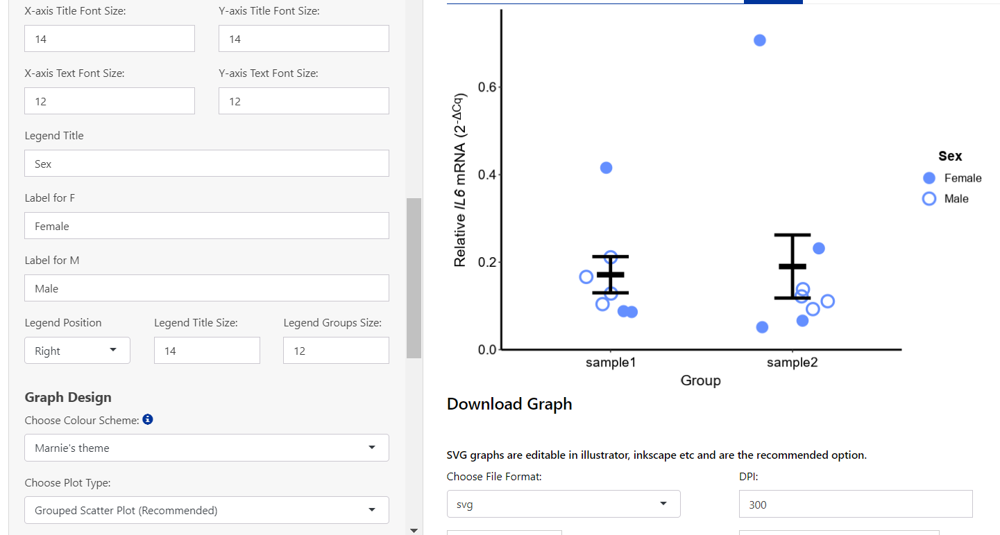 X-axis Title Font Size: Y-axis Title Font Size:
14 14
X-axis Text Font Size: Y-axis Text Font Size:
12 12
Legend Title
Sex
Label for F
Female
Label for M
Male
Legend Position Legend Title Size: Legend Groups Size:
Right 14 12
Graph Design
Choose Colour Scheme:
Marnie's theme
Choose Plot Type:
Grouped Scatter Plot (Recommended)
Relative IL6 mRNA (2-ΔCq)
0.6
0.4
0.2
0.0
sample1 sample2
Group
Sex
Female
Male
Download Graph
SVG graphs are editable in illustrator, inkscape etc and are the recommended option.
Choose File Format: DPI:
svg 300